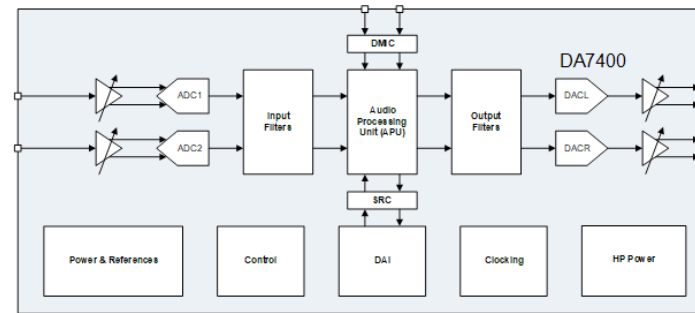 DMIC
DA7400
ADC1
Input
Filters
Audio
Processing
Unit (APU)
Output
Filters
DACL
ADC2
DACR
SRC
Power & References
Control
DAI
Clocking
HP Power